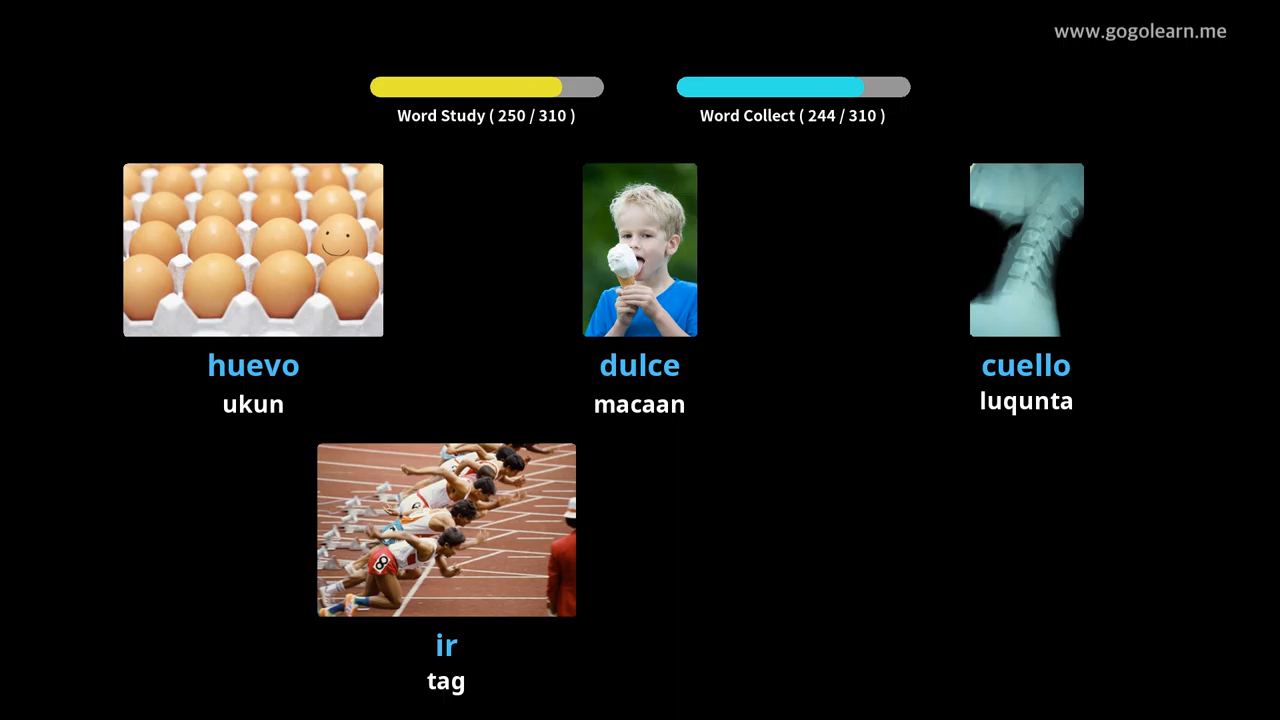 www.gogolearn.me
Word Study ( 250 / 310 )
Word Collect ( 244 / 310 )
huevo
ukun
dulce
macaan
cuello
luqunta
ir
tag